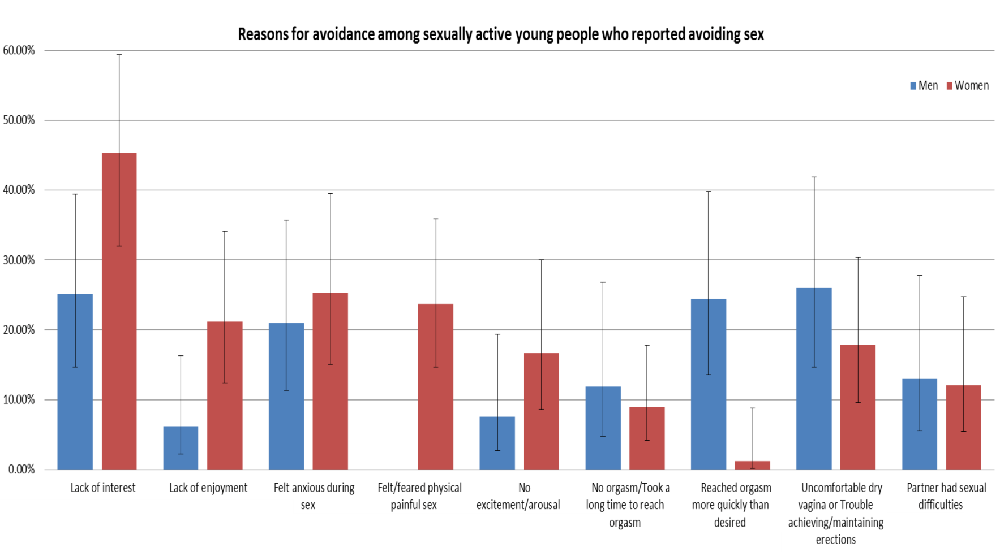 Reasons for avoidance among sexually active young people who reported avoiding sex
60.00%
Men Women
50.00%
40.00%
30.00%
20.00%
10.00%
0.00%
Lack of interest
Lack of enjoyment
Felt anxious during
sex
Felt/feared physical
painful sex
No
excitement/arousal
No orgasm/Took a
long time to reach
orgasm
Reached orgasm
more quickly than
desired
Uncomfortable dry
vagina or Trouble
achieving/maintaining
erections
Partner had sexual
difficulties